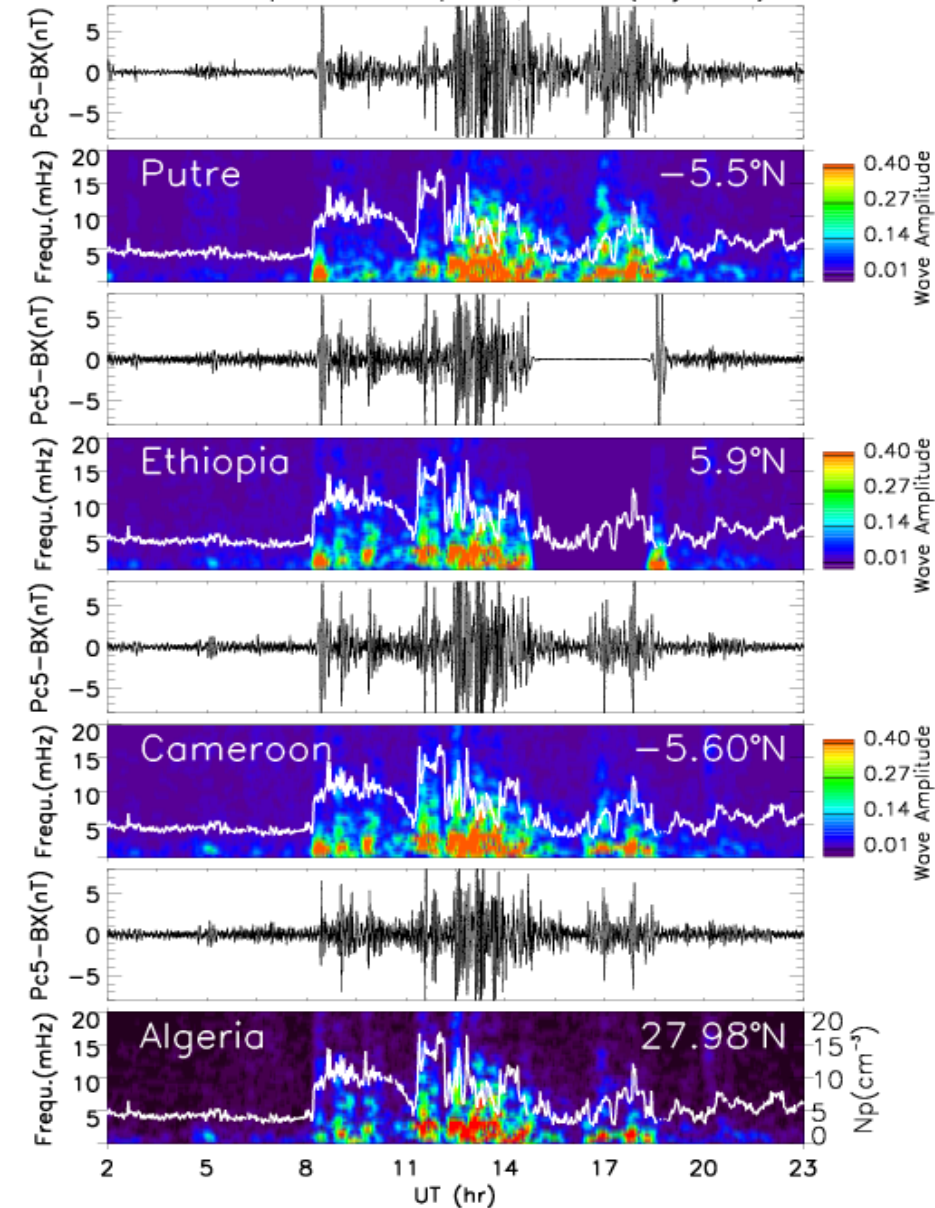 Pc5-BX(nT)
5
0
-5
Frequ.(mHz)
20
15
10
5
Putre
-5.5°N
0.40
0.27
0.14
0.01
Wave Amplitude
Pc5-BX(nT)
5
0
-5
Frequ.(mHz)
20
15
10
5
Ethiopia
5.9°N
0.40
0.27
0.14
0.01
Wave Amplitude
Pc5-BX(nT)
5
0
-5
Frequ.(mHz)
20
15
10
5
Cameroon
-5.60°N
0.40
0.27
0.14
0.01
Wave Amplitude
Pc5-BX(nT)
5
0
-5
Frequ.(mHz)
20
15
10
5
Algeria
27.98°N
20
15
10
5
0
Np(cm⁻³)
2 5 8 11 14 17 20 23
UT (hr)